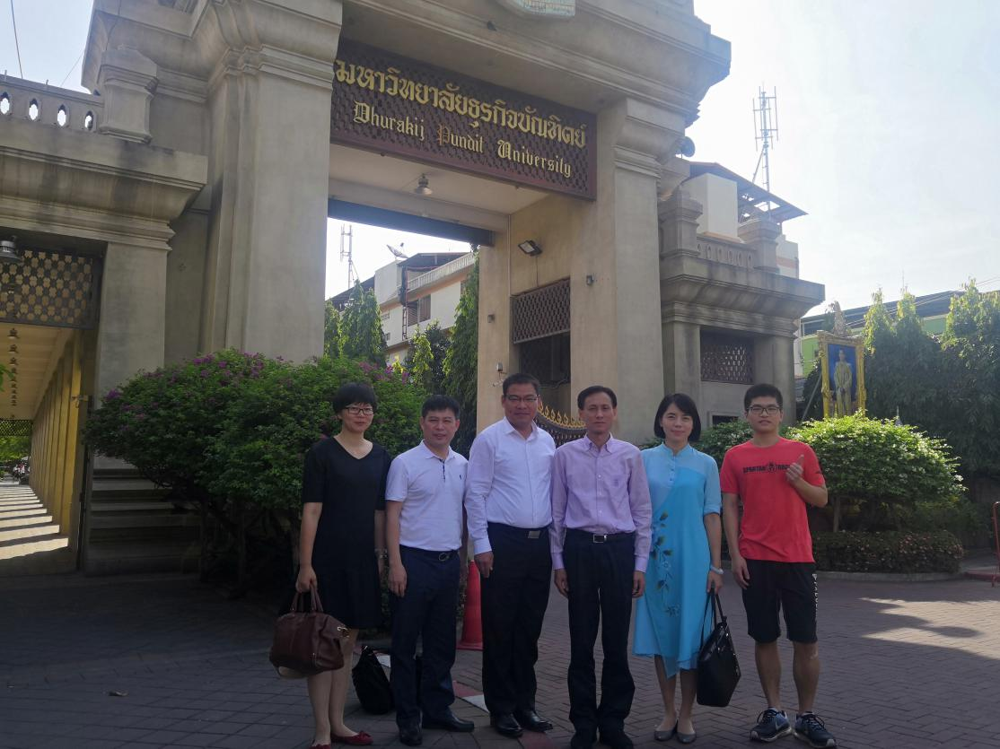 มหาวิทยาลัยธุรกิจบัณฑิตย์
Dhurakij Pundit University
SPARTAN